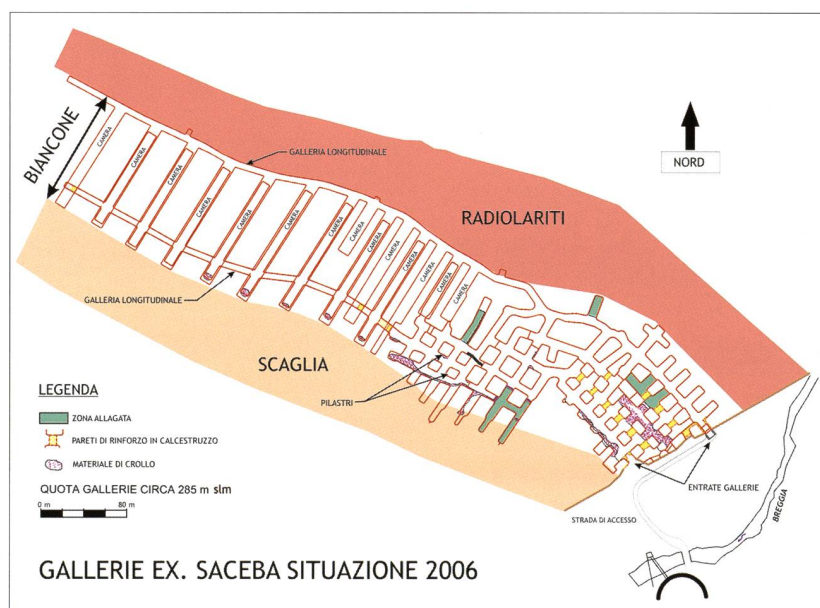 BIANCONE
CAMERA
CAMERA
CAMERA
CAMERA
CAMERA
CAMERA
CAMERA
CAMERA
CAMERA
CAMERA
CAMERA
CAMERA
GALLERIA LONGITUDINALE
NORD
RADIOLARITI
GALLERIA LONGITUDINALE
SCAGLIA
PILASTRI
LEGENDA
ZONA ALLAGATA
PARETI DI RINFORZO IN CALCESTRUZZO
MATERIALE DI CROLLO
QUOTA GALLERIE CIRCA 285 m slm
0 m 80 m
ENTRATE GALLERIE
STRADA DI ACCESSO
BREGGIA
GALLERIE EX. SACEBA SITUAZIONE 2006